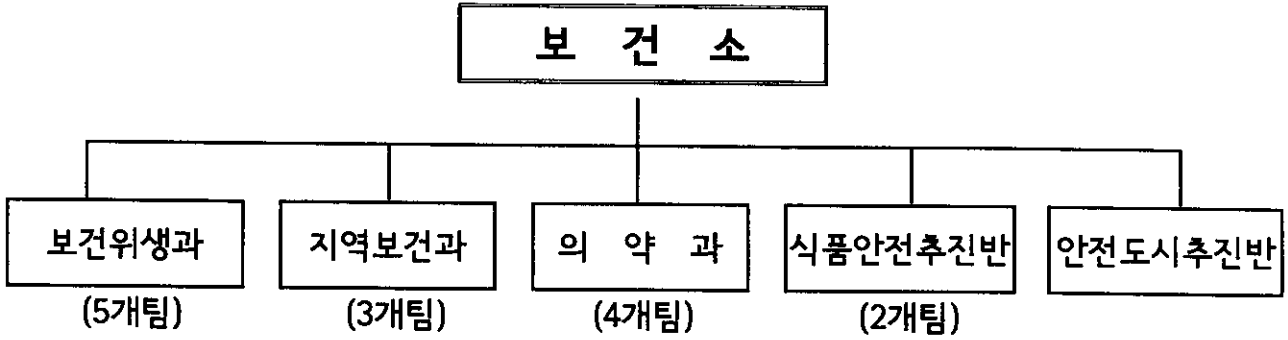 보 건 소
보건위생과 지역보건과 의 약 과 식품안전추진반 안전도시추진반
(5개팀) (3개팀) (4개팀) (2개팀)